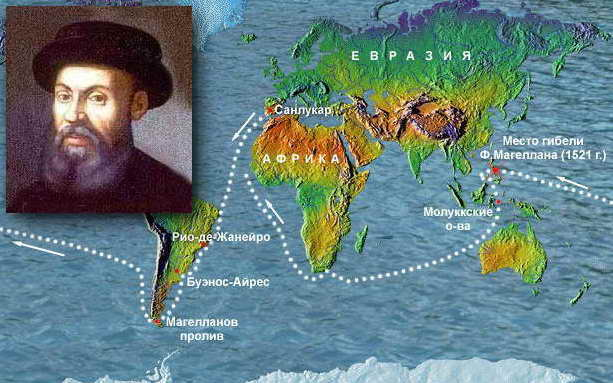 ЕВРАЗИЯ
Санлукар
АФРИКА
Место гибели
Ф.Магеллана (1521 г.)
Молуккские
о-ва
Рио-де-Жанейро
Буэнос-Айрес
Магелланов
пролив